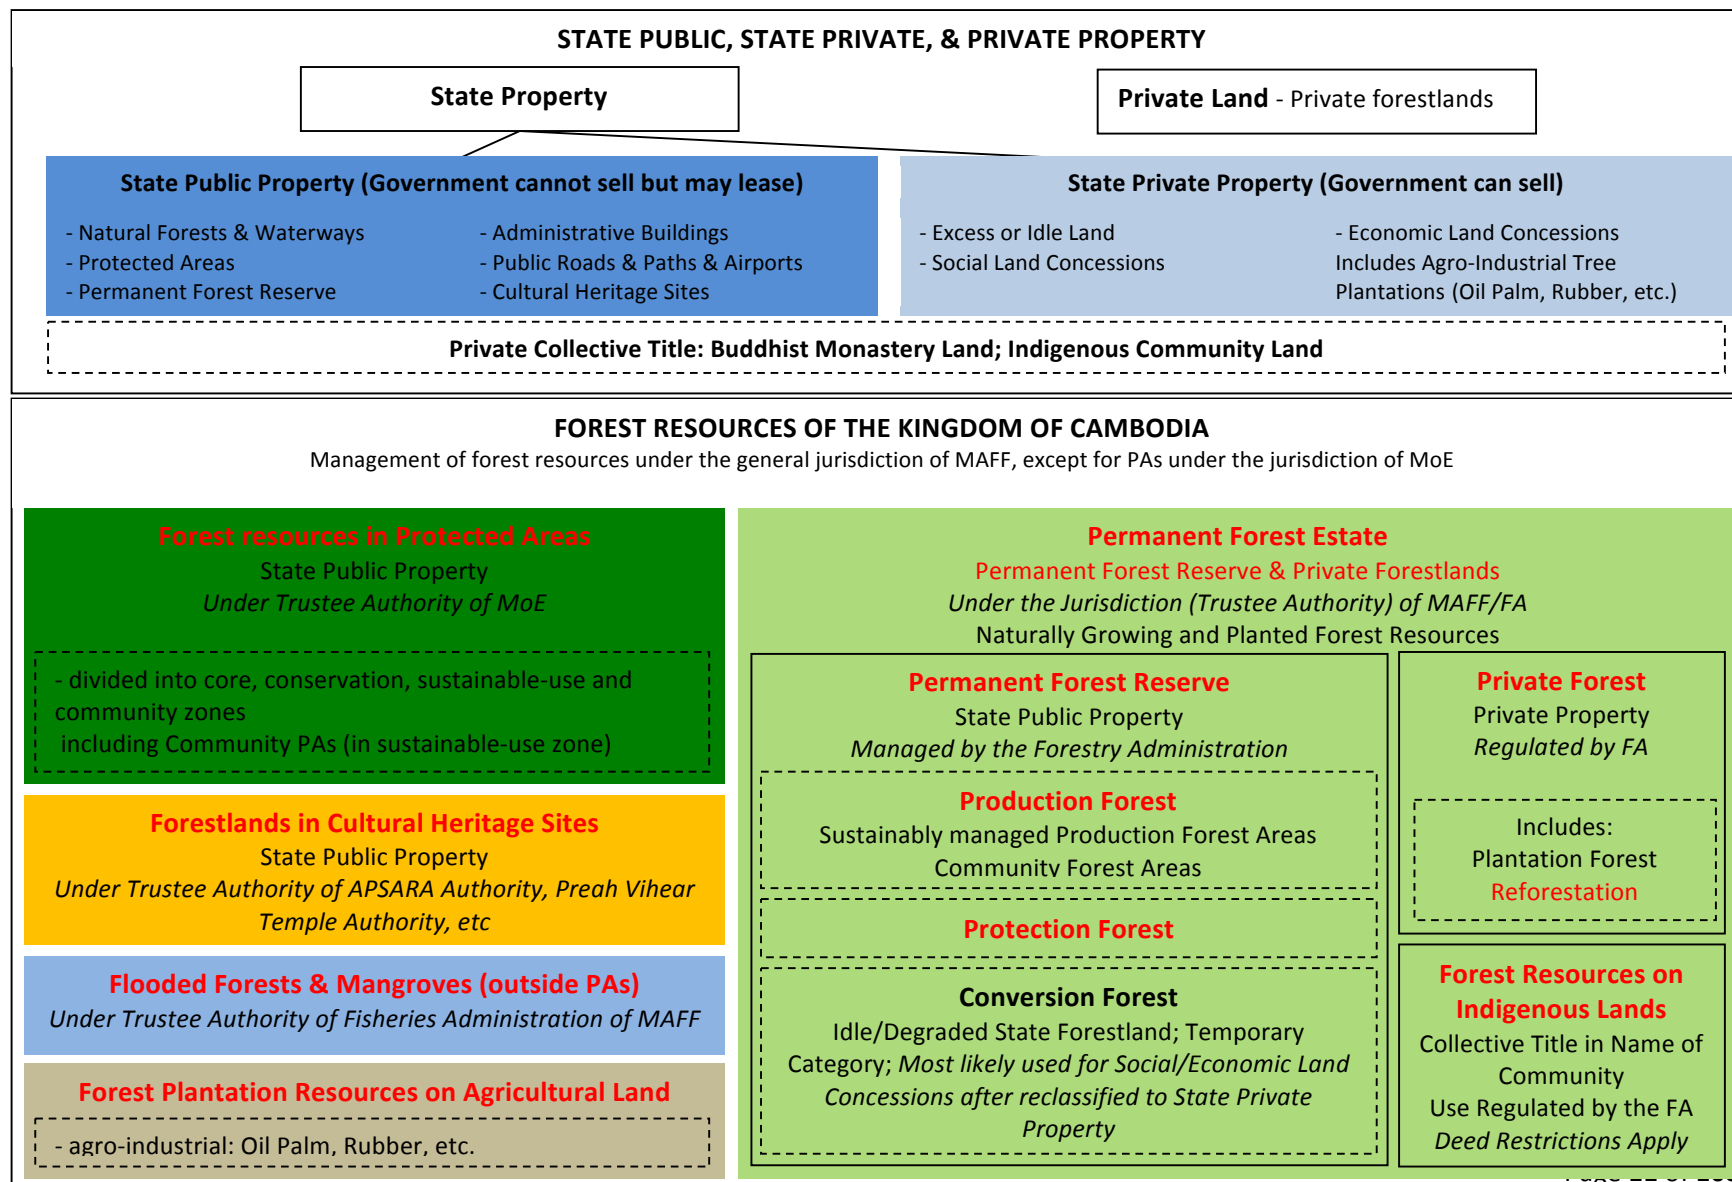 STATE PUBLIC, STATE PRIVATE, & PRIVATE PROPERTY
State Property
Private Land - Private forestlands
State Public Property (Government cannot sell but may lease)
- Natural Forests & Waterways
- Protected Areas
- Permanent Forest Reserve
- Administrative Buildings
- Public Roads & Paths & Airports
- Cultural Heritage Sites
State Private Property (Government can sell)
- Excess or Idle Land
- Social Land Concessions
- Economic Land Concessions
Includes Agro-Industrial Tree
Plantations (Oil Palm, Rubber, etc.)
Private Collective Title: Buddhist Monastery Land; Indigenous Community Land
FOREST RESOURCES OF THE KINGDOM OF CAMBODIA
Management of forest resources under the general jurisdiction of MAFF, except for PAs under the jurisdiction of MoE
Forest resources in Protected Areas
State Public Property
Under Trustee Authority of MoE
- divided into core, conservation, sustainable-use and
community zones
including Community PAs (in sustainable-use zone)
Forestlands in Cultural Heritage Sites
State Public Property
Under Trustee Authority of APSARA Authority, Preah Vihear
Temple Authority, etc
Flooded Forests & Mangroves (outside PAs)
Under Trustee Authority of Fisheries Administration of MAFF
Forest Plantation Resources on Agricultural Land
- agro-industrial: Oil Palm, Rubber, etc.
Permanent Forest Estate
Permanent Forest Reserve & Private Forestlands
Under the Jurisdiction (Trustee Authority) of MAFF/FA
Naturally Growing and Planted Forest Resources
Permanent Forest Reserve
State Public Property
Managed by the Forestry Administration
Production Forest
Sustainably managed Production Forest Areas
Community Forest Areas
Protection Forest
Conversion Forest
Idle/Degraded State Forestland; Temporary
Category; Most likely used for Social/Economic Land
Concessions after reclassified to State Private
Property
Private Forest
Private Property
Regulated by FA
Includes:
Plantation Forest
Reforestation
Forest Resources on
Indigenous Lands
Collective Title in Name of
Community
Use Regulated by the FA
Deed Restrictions Apply